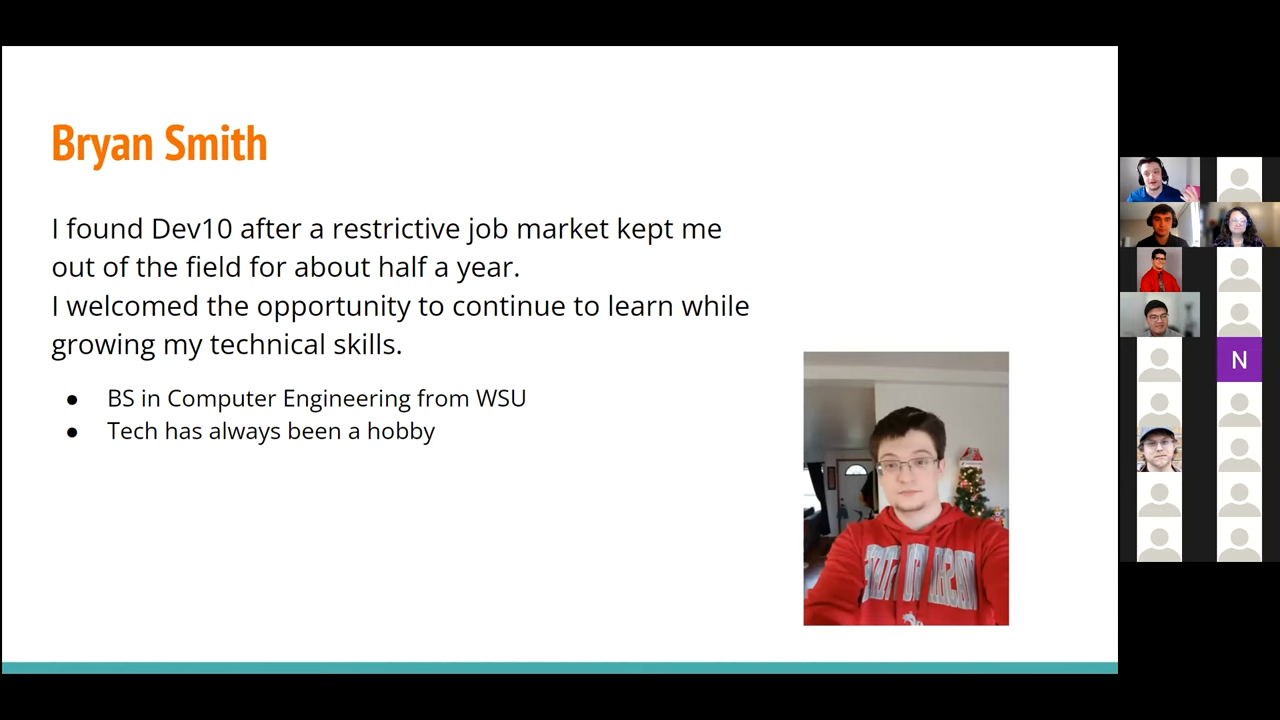 Bryan Smith
I found Dev10 after a restrictive job market kept me
out of the field for about half a year.
I welcomed the opportunity to continue to learn while
growing my technical skills.
● BS in Computer Engineering from WSU
● Tech has always been a hobby
N